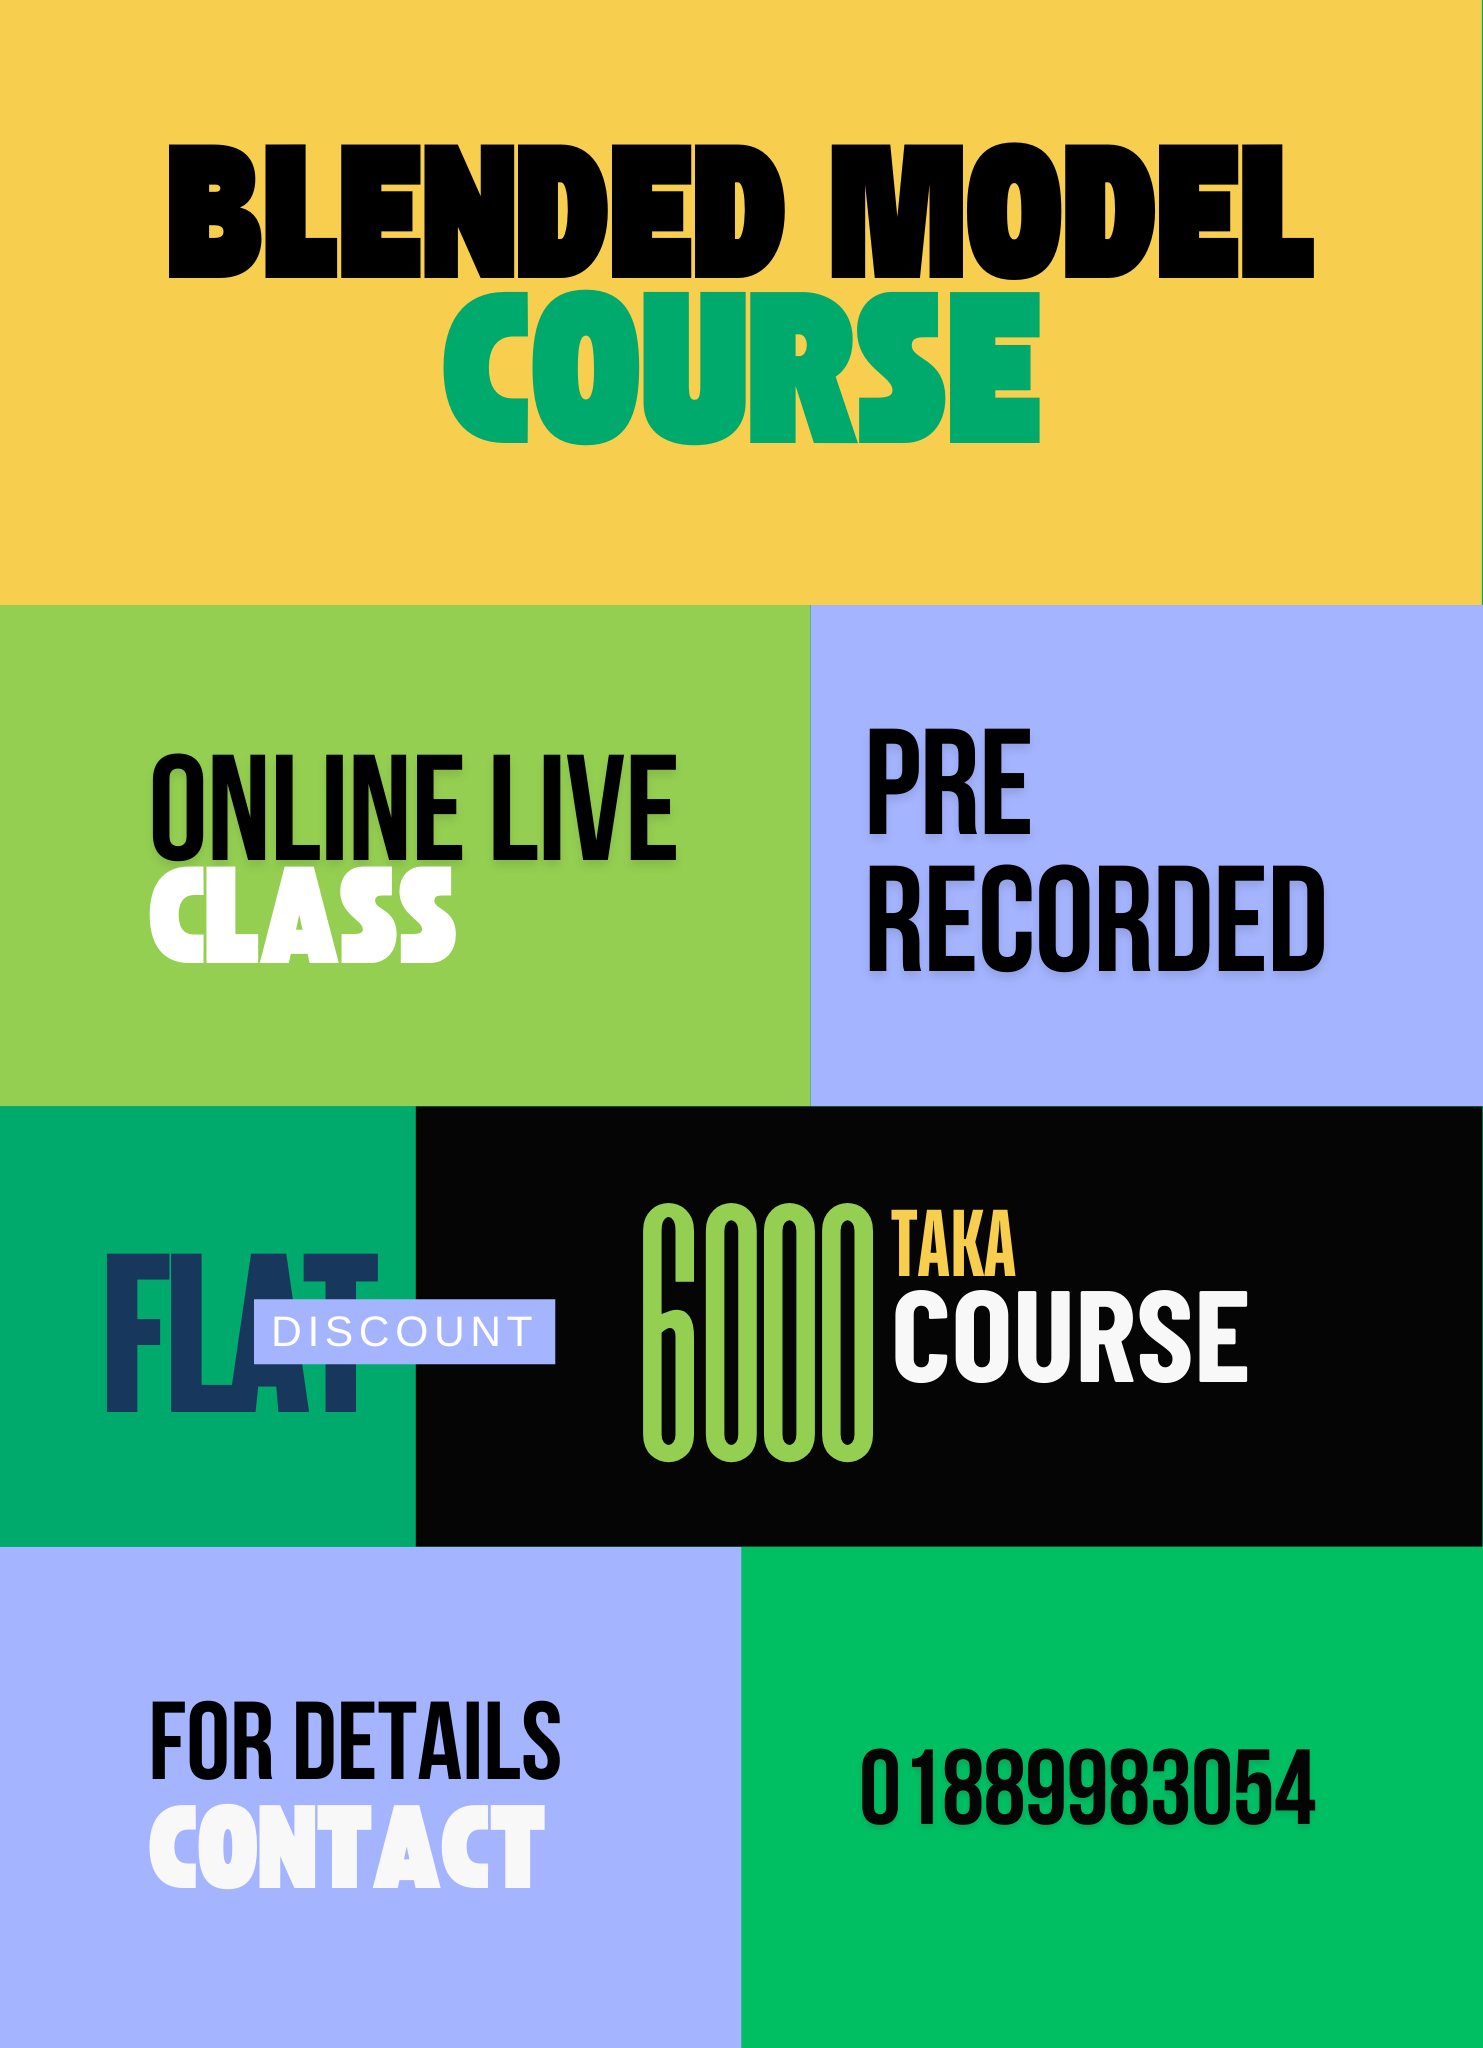 BLENDED MODEL
COURSE
ONLINE LIVE
CLASS
PRE
RECORDED
FLAT
DISCOUNT
6000
TAKA
COURSE
FOR DETAILS
CONTACT
01889983054